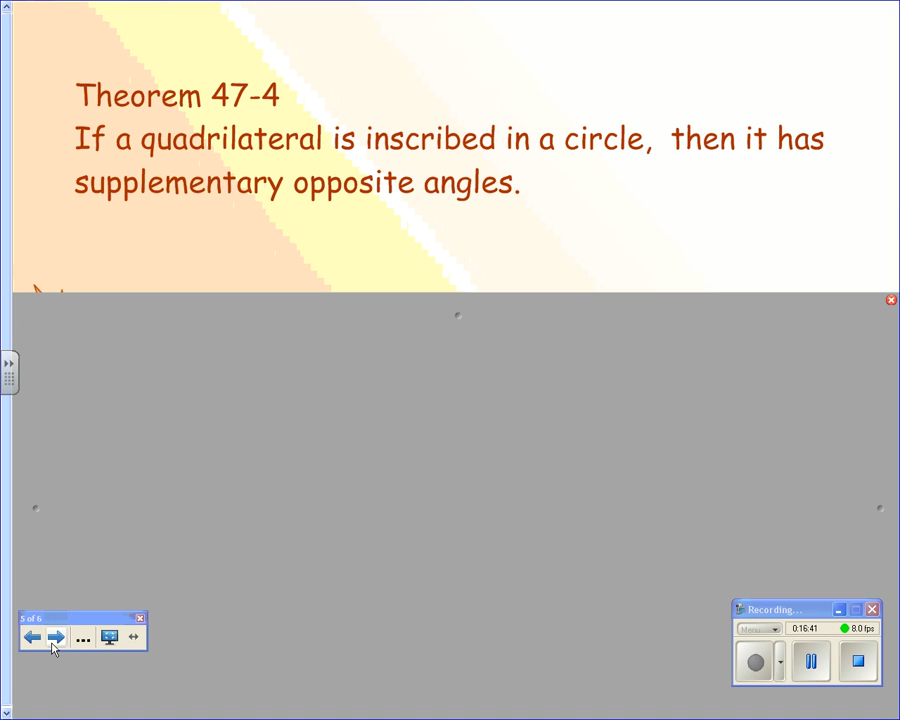 Theorem 47-4
If a quadrilateral is inscribed in a circle, then it has
supplementary opposite angles.
5 of 6
...
Recording...
Menu
0:16:41
8.0 fps